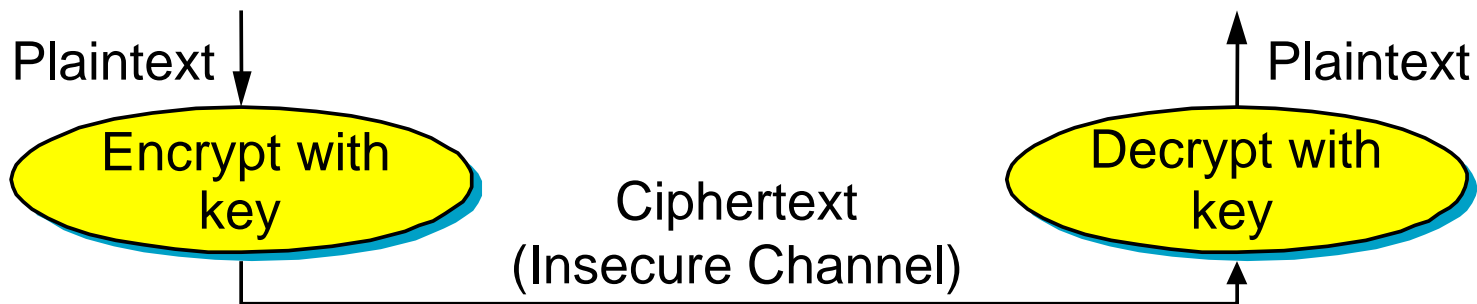 Plaintext
Plaintext
Encrypt with
key
Decrypt with
key
Ciphertext
(Insecure Channel)